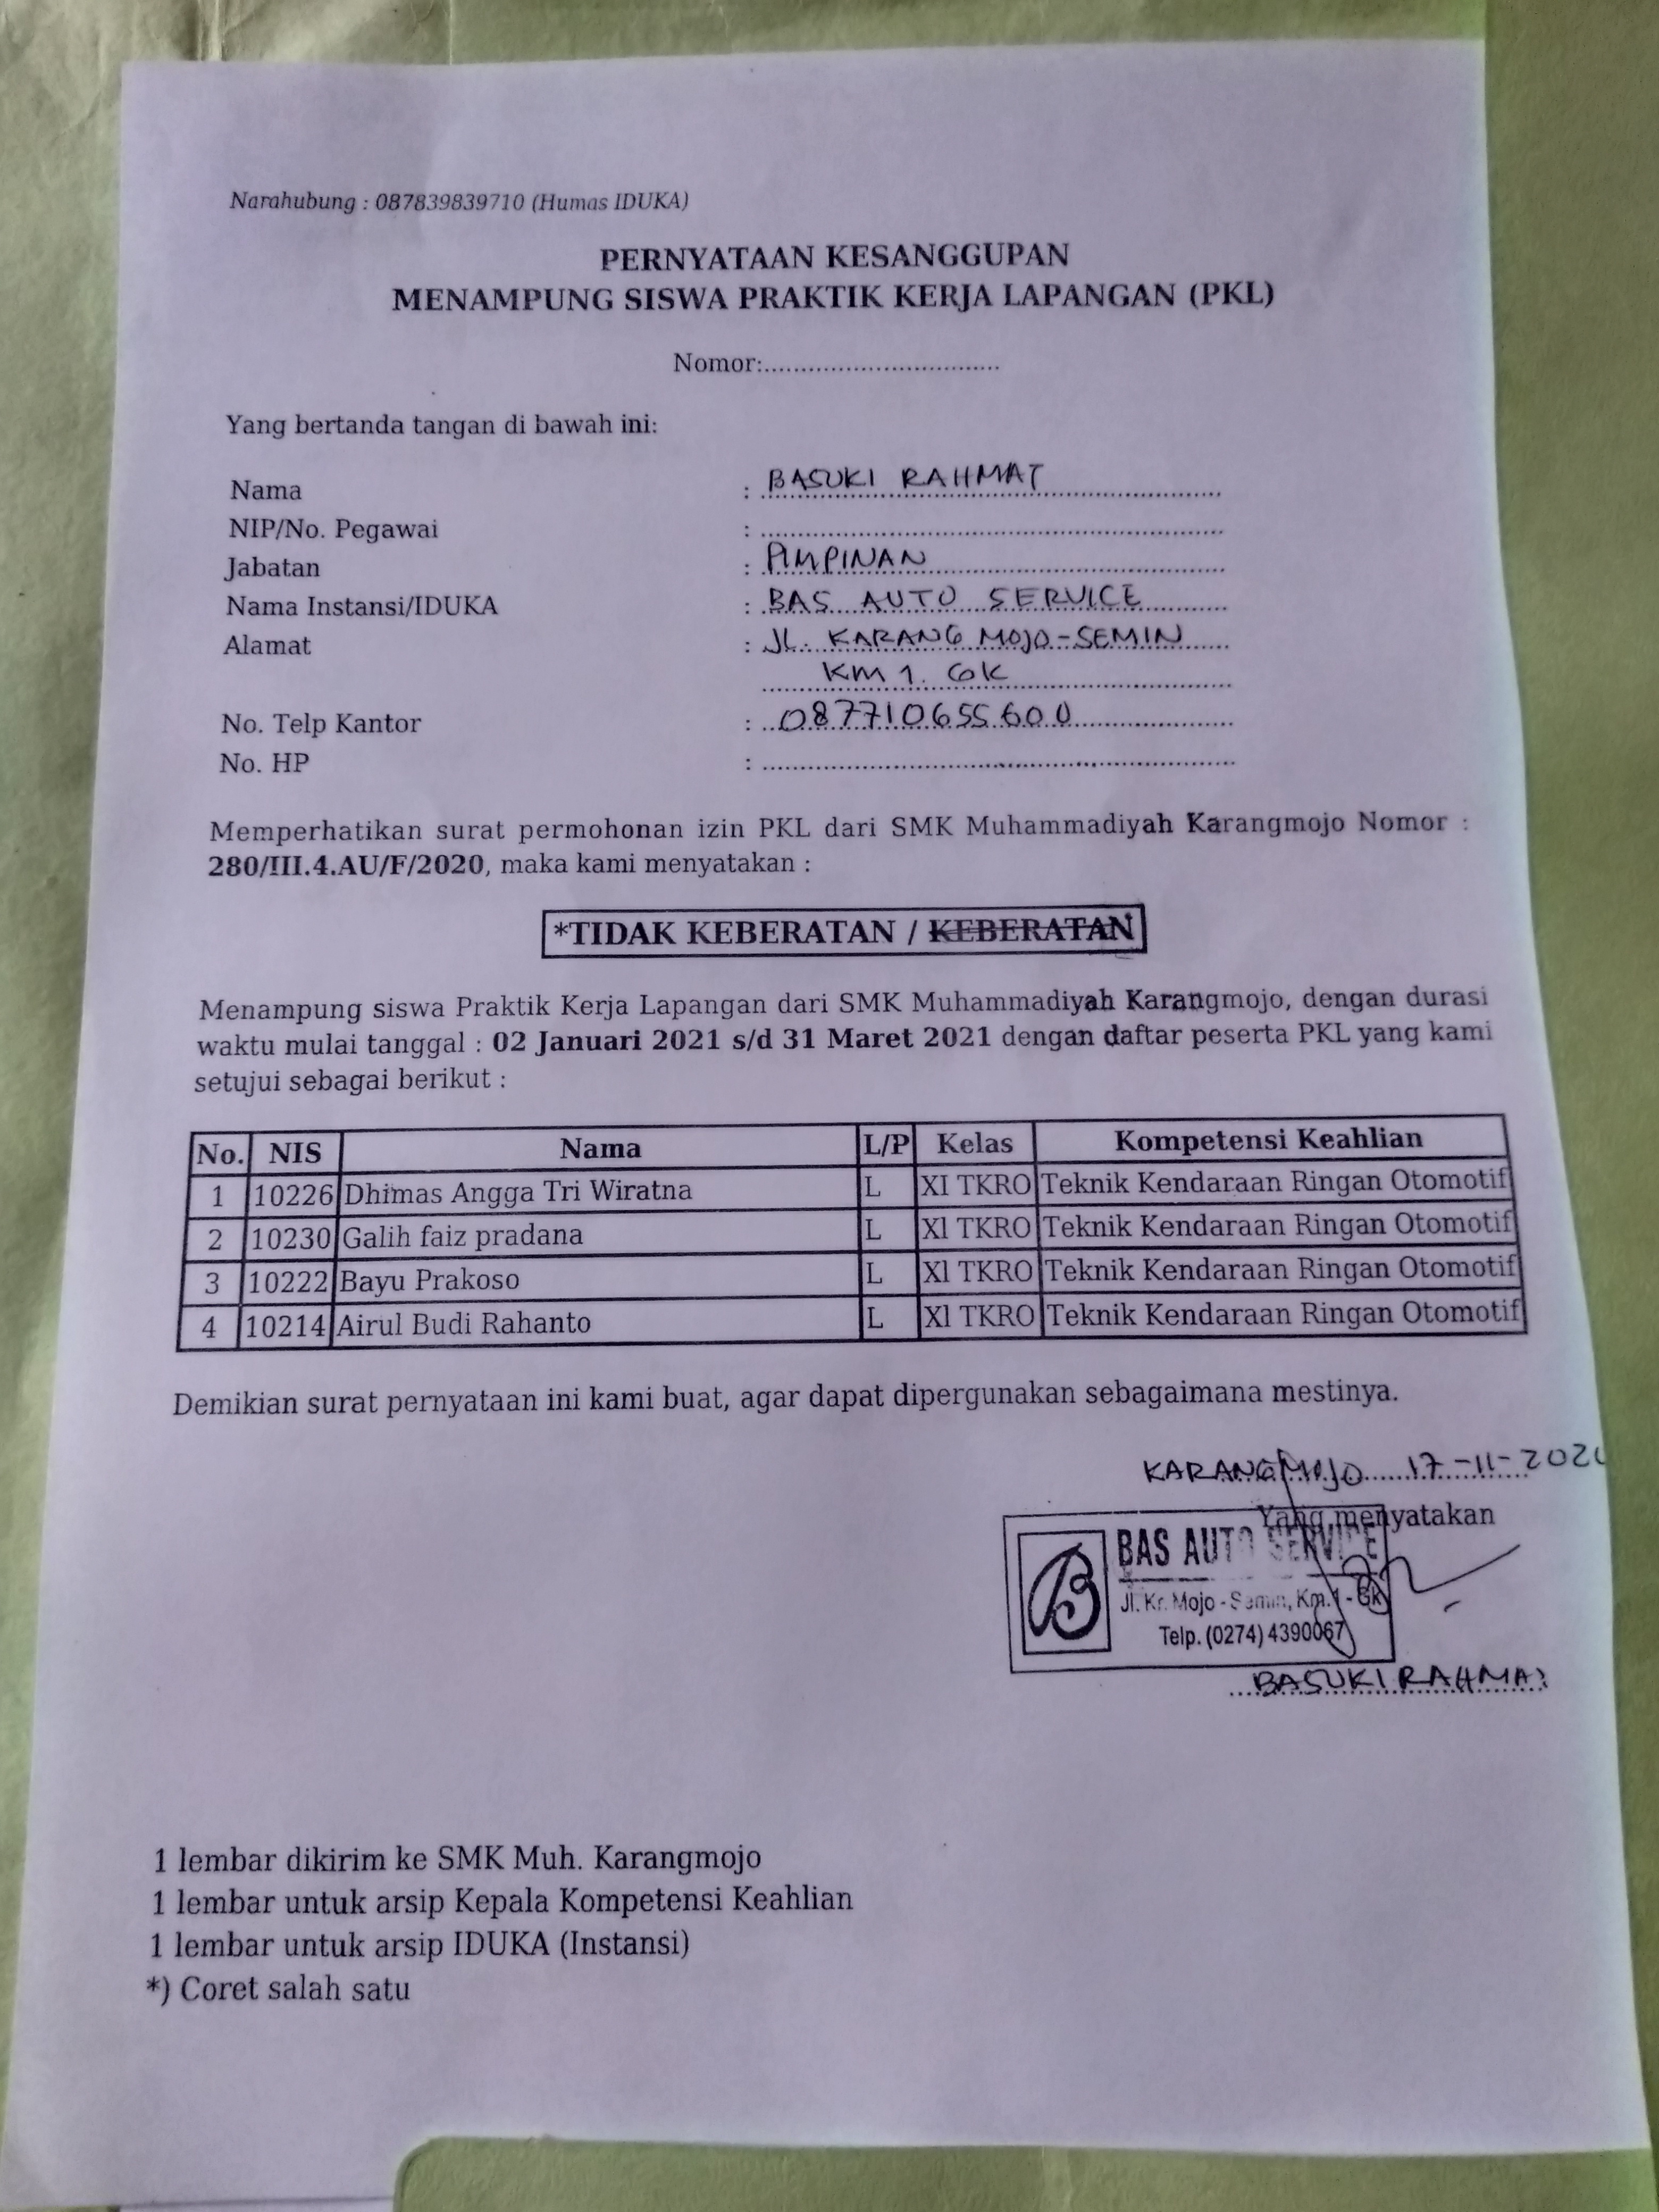 Narahubung : 087839839710 (Humas IDUKA)
PERNYATAAN KESANGGUPAN
MENAMPUNG SISWA PRAKTIK KERJA LAPANGAN (PKL)
Nomor:................................
Yang bertanda tangan di bawah ini:
Nama : BASUKI RAHMAT
NIP/No. Pegawai :
Jabatan : PIMPINAN
Nama Instansi/IDUKA : BAS AUTO SERVICE
Alamat : JL. KARANG MOJO-SEMIN
KM 1. GK
No. Telp Kantor : 087710655600
No. HP :
Memperhatikan surat permohonan izin PKL dari SMK Muhammadiyah Karangmojo Nomor :
280/III.4.AU/F/2020, maka kami menyatakan :
*TIDAK KEBERATAN / KEBERATAN
Menampung siswa Praktik Kerja Lapangan dari SMK Muhammadiyah Karangmojo, dengan durasi
waktu mulai tanggal : 02 Januari 2021 s/d 31 Maret 2021 dengan daftar peserta PKL yang kami
setujui sebagai berikut :
No. NIS Nama L/P Kelas Kompetensi Keahlian
1 10226 Dhimas Angga Tri Wiratna L XI TKRO Teknik Kendaraan Ringan Otomotif
2 10230 Galih faiz pradana L Xl TKRO Teknik Kendaraan Ringan Otomotif
3 10222 Bayu Prakoso L Xl TKRO Teknik Kendaraan Ringan Otomotif
4 10214 Airul Budi Rahanto L Xl TKRO Teknik Kendaraan Ringan Otomotif
Demikian surat pernyataan ini kami buat, agar dapat dipergunakan sebagaimana mestinya.
KARANGMOJO 17-11-2020
Yang menyatakan
B
BAS AUTO SERVICE
Jl. Kr. Mojo - Semin, Km.1 - Gk
Telp. (0274) 4390067
BASUKI RAHMAT
1 lembar dikirim ke SMK Muh. Karangmojo
1 lembar untuk arsip Kepala Kompetensi Keahlian
1 lembar untuk arsip IDUKA (Instansi)
*) Coret salah satu